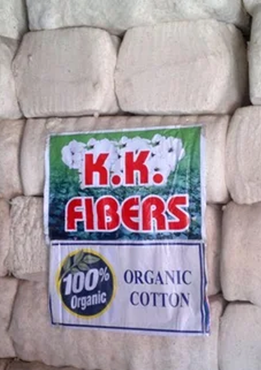 K.K.
FIBERS
100%
Organic
ORGANIC
COTTON